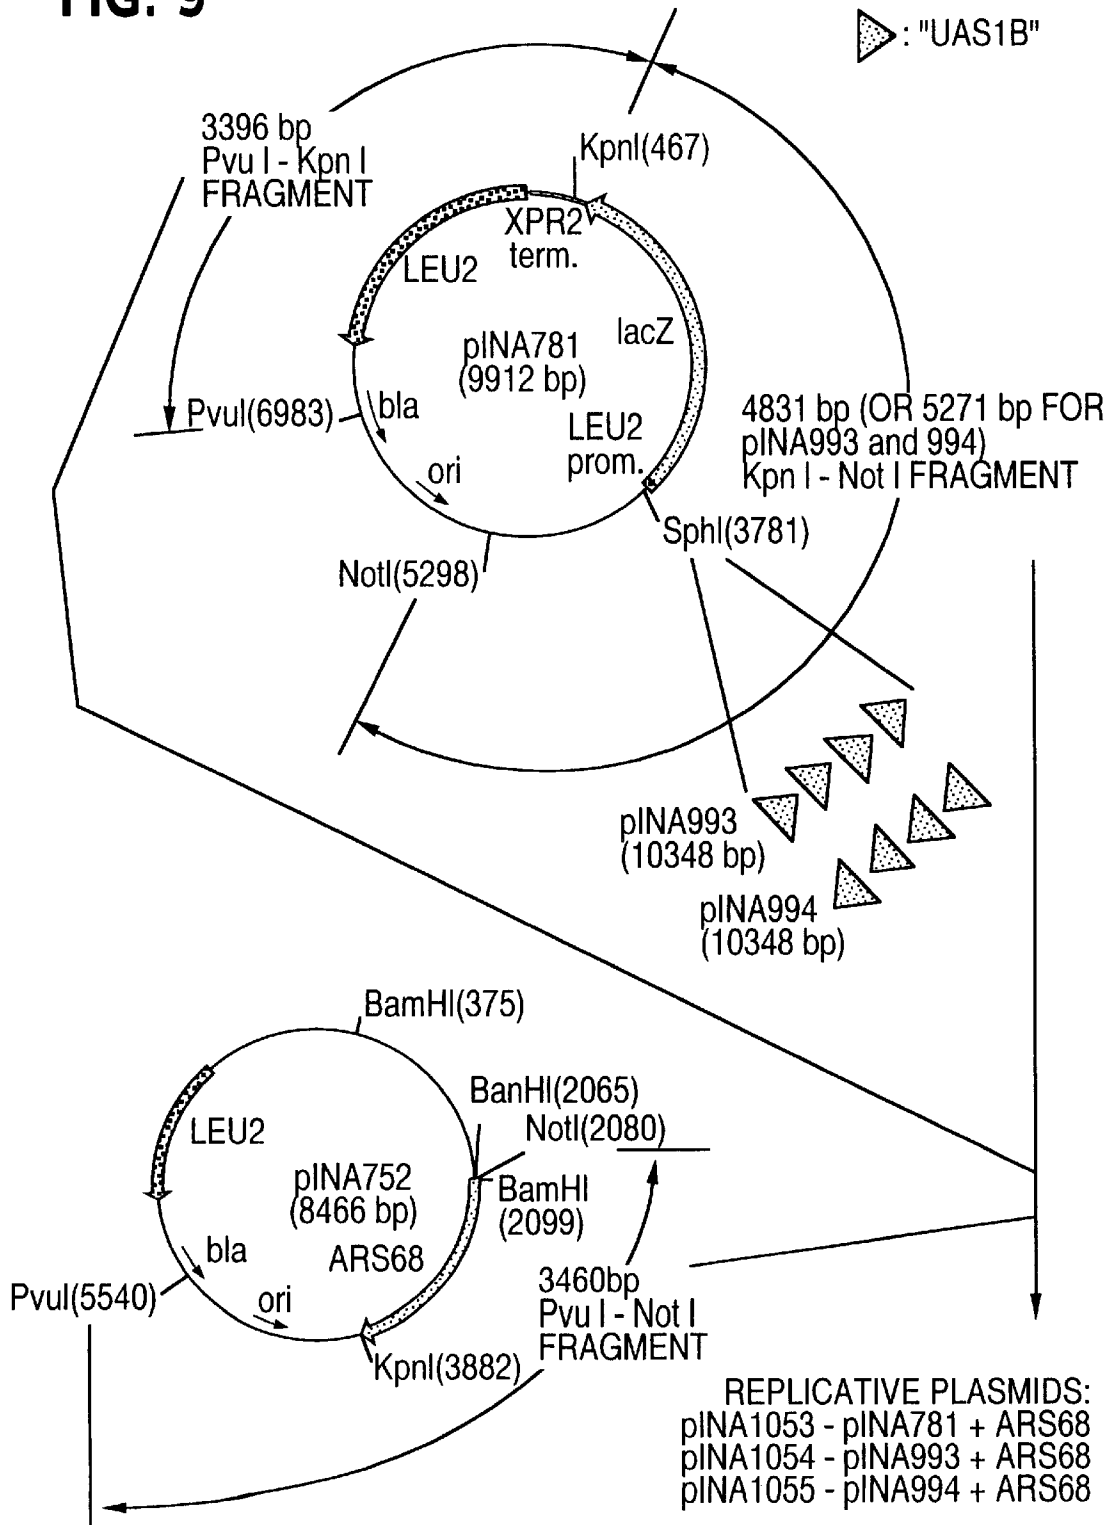 FIG. 9
: "UAS1B"
3396 bp
Pvu I - Kpn I
FRAGMENT
KpnI(467)
XPR2
term.
LEU2
lacZ
pINA781
(9912 bp)
PvuI(6983)
bla
LEU2
prom.
ori
4831 bp (OR 5271 bp FOR
pINA993 and 994)
Kpn I - Not I FRAGMENT
SphI(3781)
NotI(5298)
pINA993
(10348 bp)
pINA994
(10348 bp)
BamHI(375)
BanHI(2065)
NotI(2080)
LEU2
pINA752
(8466 bp)
BamHI
(2099)
bla
ARS68
PvuI(5540)
ori
3460bp
Pvu I - Not I
FRAGMENT
KpnI(3882)
REPLICATIVE PLASMIDS:
pINA1053 - pINA781 + ARS68
pINA1054 - pINA993 + ARS68
pINA1055 - pINA994 + ARS68